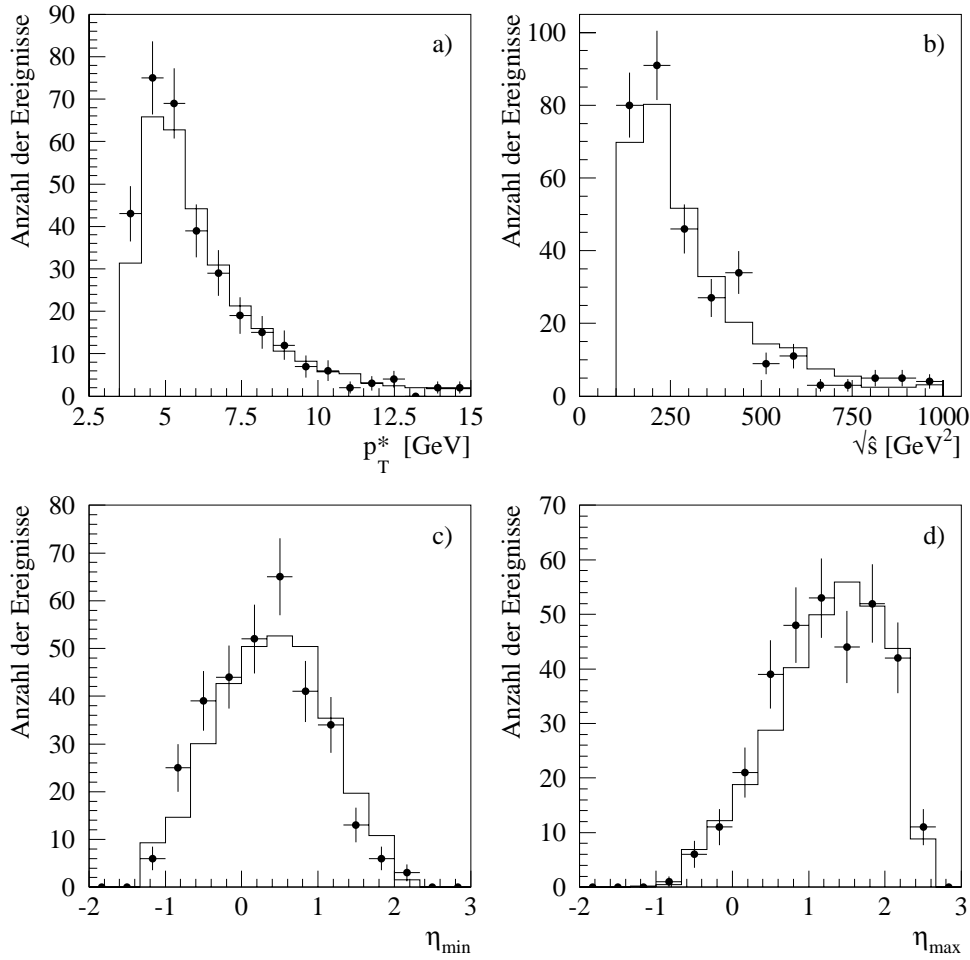 Anzahl der Ereignisse
90
80
70
60
50
40
30
20
10
0
a)
2.5 5 7.5 10 12.5 15
p*T [GeV]
Anzahl der Ereignisse
100
80
60
40
20
0
b)
0 250 500 750 1000
√ŝ [GeV²]
Anzahl der Ereignisse
80
70
60
50
40
30
20
10
0
c)
-2 -1 0 1 2 3
ηmin
Anzahl der Ereignisse
70
60
50
40
30
20
10
0
d)
-2 -1 0 1 2 3
ηmax